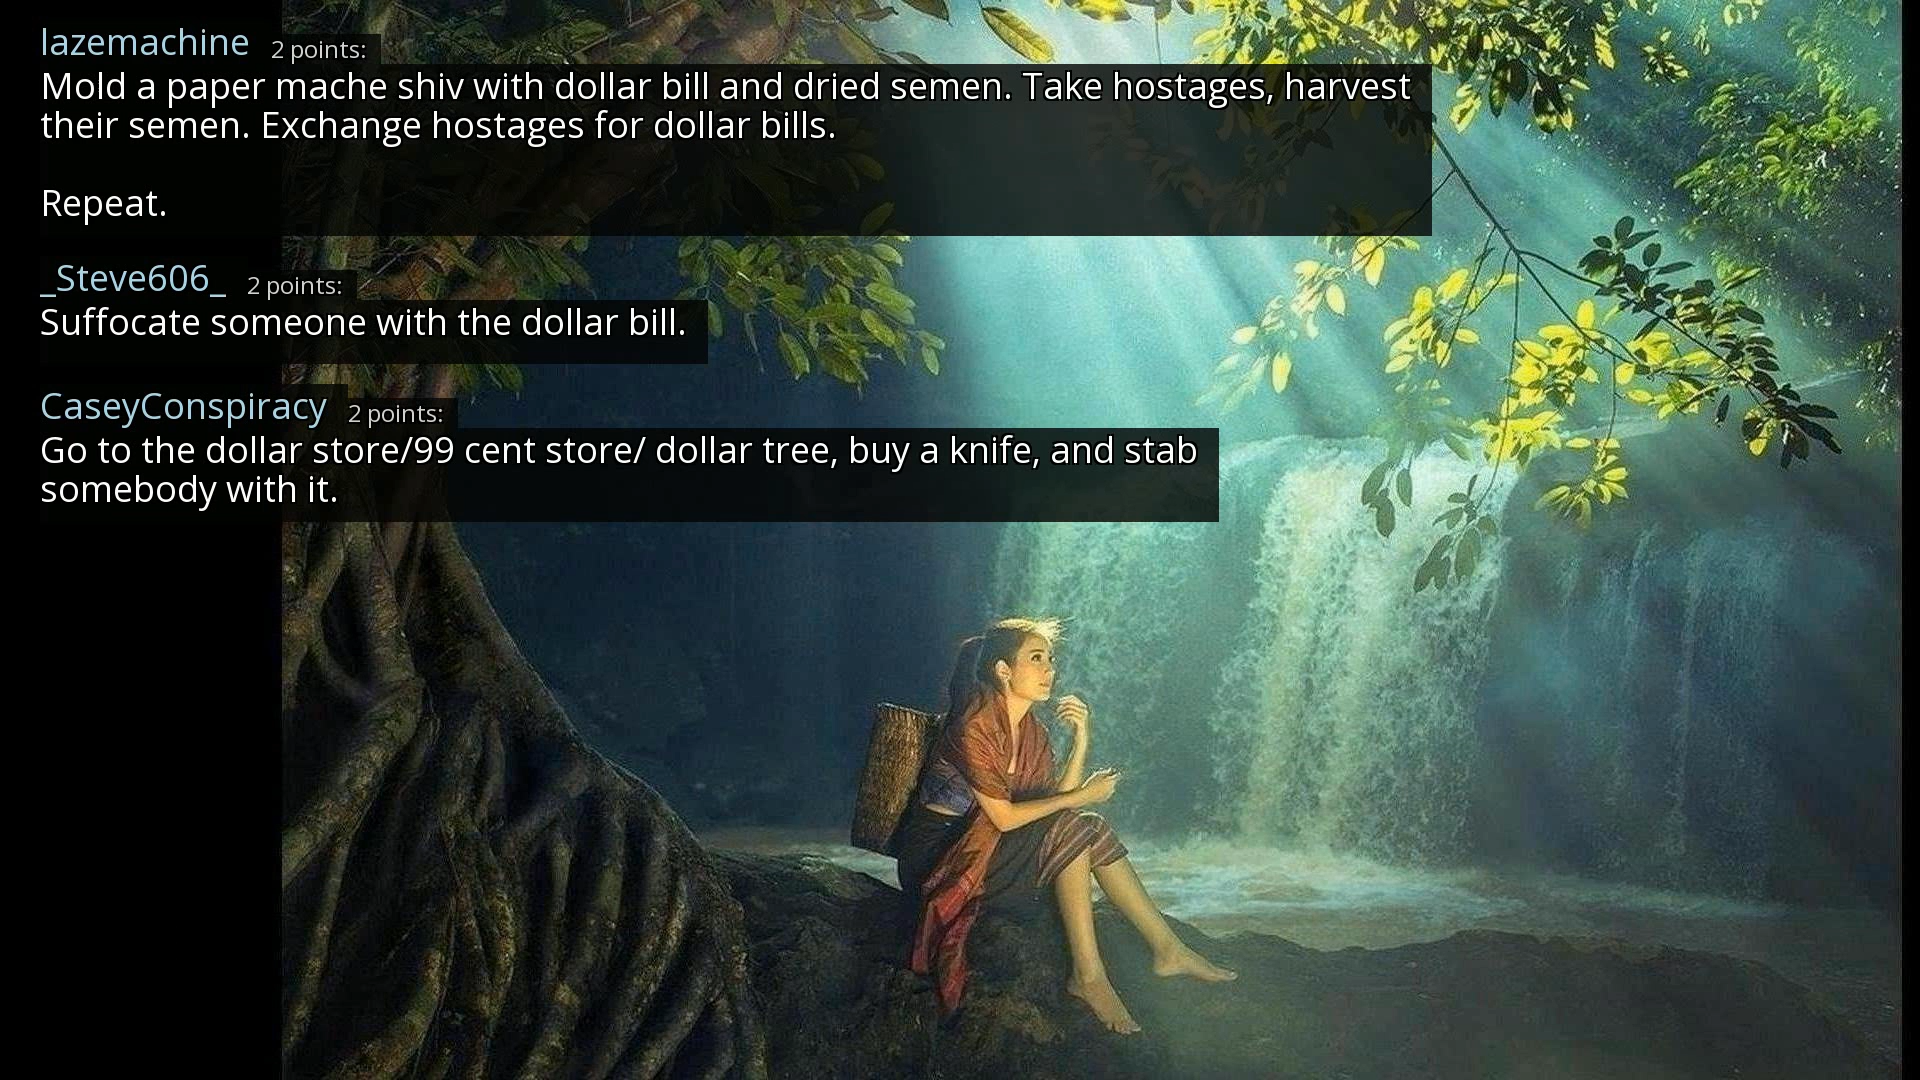 lazemachine 2 points:
Mold a paper mache shiv with dollar bill and dried semen. Take hostages, harvest
their semen. Exchange hostages for dollar bills.
Repeat.
_Steve606_ 2 points:
Suffocate someone with the dollar bill.
CaseyConspiracy 2 points:
Go to the dollar store/99 cent store/ dollar tree, buy a knife, and stab
somebody with it.